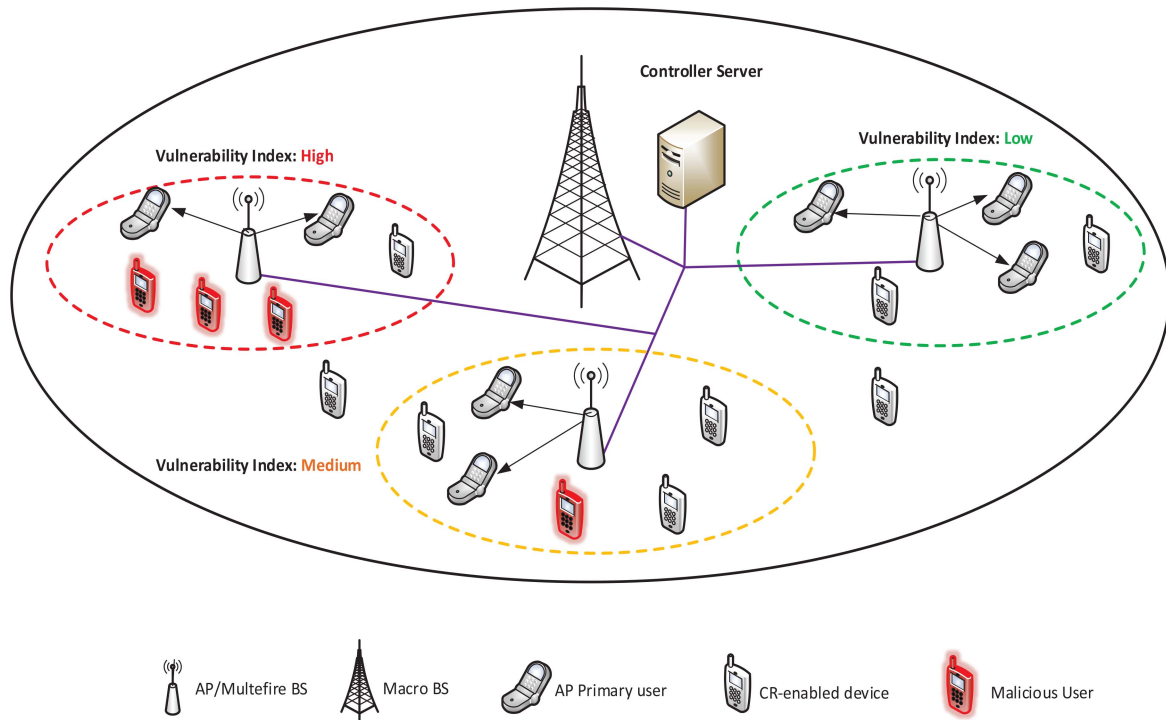 Controller Server
Vulnerability Index: Low
Vulnerability Index: High
Vulnerability Index: Medium
AP/Multefire BS
Macro BS
AP Primary user
CR-enabled device
Malicious User